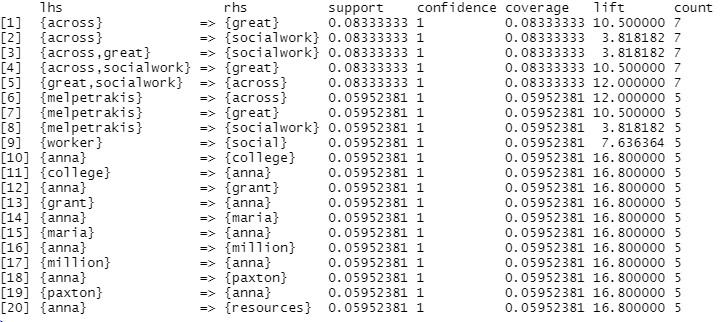 lhs rhs support confidence coverage lift count
[1] {across} => {great} 0.08333333 1 0.08333333 10.500000 7
[2] {across} => {socialwork} 0.08333333 1 0.08333333 3.818182 7
[3] {across,great} => {socialwork} 0.08333333 1 0.08333333 3.818182 7
[4] {across,socialwork} => {great} 0.08333333 1 0.08333333 10.500000 7
[5] {great,socialwork} => {across} 0.08333333 1 0.08333333 12.000000 7
[6] {melpetrakis} => {across} 0.05952381 1 0.05952381 12.000000 5
[7] {melpetrakis} => {great} 0.05952381 1 0.05952381 10.500000 5
[8] {melpetrakis} => {socialwork} 0.05952381 1 0.05952381 3.818182 5
[9] {worker} => {social} 0.05952381 1 0.05952381 7.636364 5
[10] {anna} => {college} 0.05952381 1 0.05952381 16.800000 5
[11] {college} => {anna} 0.05952381 1 0.05952381 16.800000 5
[12] {anna} => {grant} 0.05952381 1 0.05952381 16.800000 5
[13] {grant} => {anna} 0.05952381 1 0.05952381 16.800000 5
[14] {anna} => {maria} 0.05952381 1 0.05952381 16.800000 5
[15] {maria} => {anna} 0.05952381 1 0.05952381 16.800000 5
[16] {anna} => {million} 0.05952381 1 0.05952381 16.800000 5
[17] {million} => {anna} 0.05952381 1 0.05952381 16.800000 5
[18] {anna} => {paxton} 0.05952381 1 0.05952381 16.800000 5
[19] {paxton} => {anna} 0.05952381 1 0.05952381 16.800000 5
[20] {anna} => {resources} 0.05952381 1 0.05952381 16.800000 5